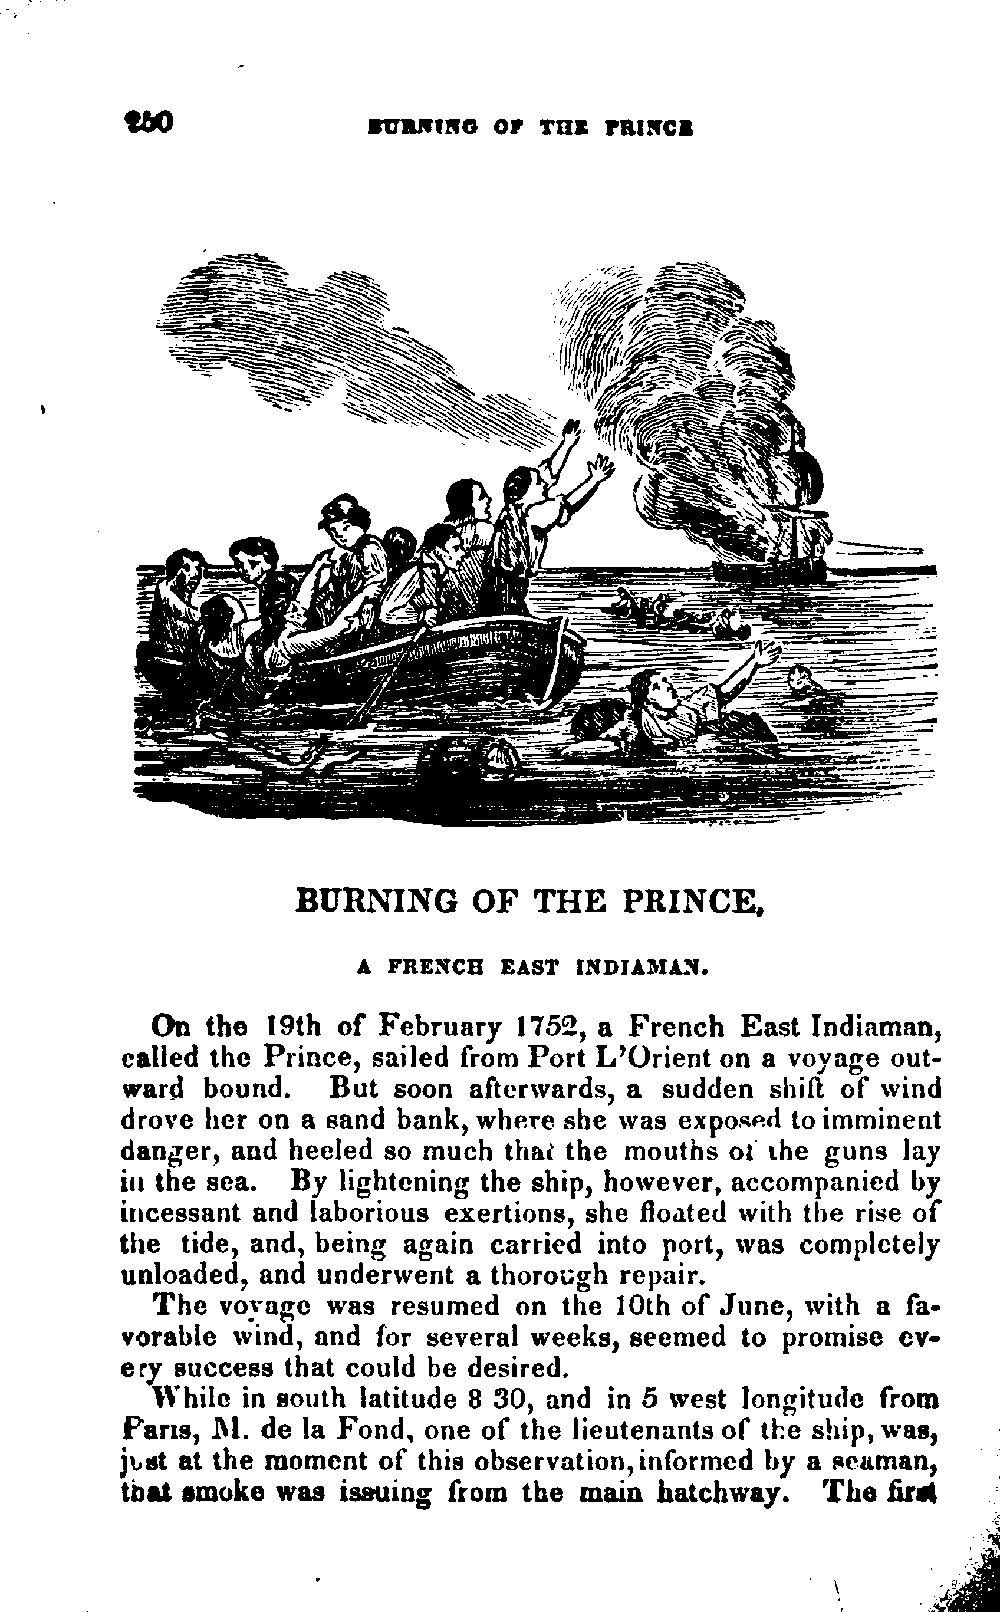 250 BURNING OF THE PRINCE
BURNING OF THE PRINCE,
A FRENCH EAST INDIAMAN.
On the 19th of February 1752, a French East Indiaman,
called the Prince, sailed from Port L'Orient on a voyage out-
ward bound. But soon afterwards, a sudden shift of wind
drove her on a sand bank, where she was exposed to imminent
danger, and heeled so much that the mouths of the guns lay
in the sea. By lightening the ship, however, accompanied by
incessant and laborious exertions, she floated with the rise of
the tide, and, being again carried into port, was completely
unloaded, and underwent a thorough repair.
The voyage was resumed on the 10th of June, with a fa-
vorable wind, and for several weeks, seemed to promise ev-
ery success that could be desired.
While in south latitude 8 30, and in 5 west longitude from
Paris, M. de la Fond, one of the lieutenants of the ship, was,
just at the moment of this observation, informed by a seaman,
that smoke was issuing from the main hatchway. The first